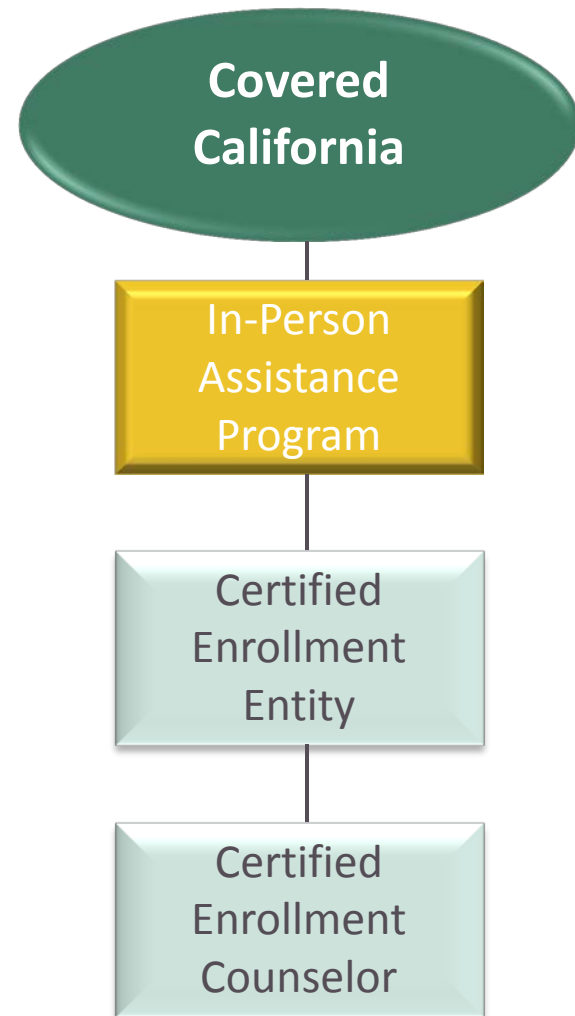 Covered
California
In-Person
Assistance
Program
Certified
Enrollment
Entity
Certified
Enrollment
Counselor